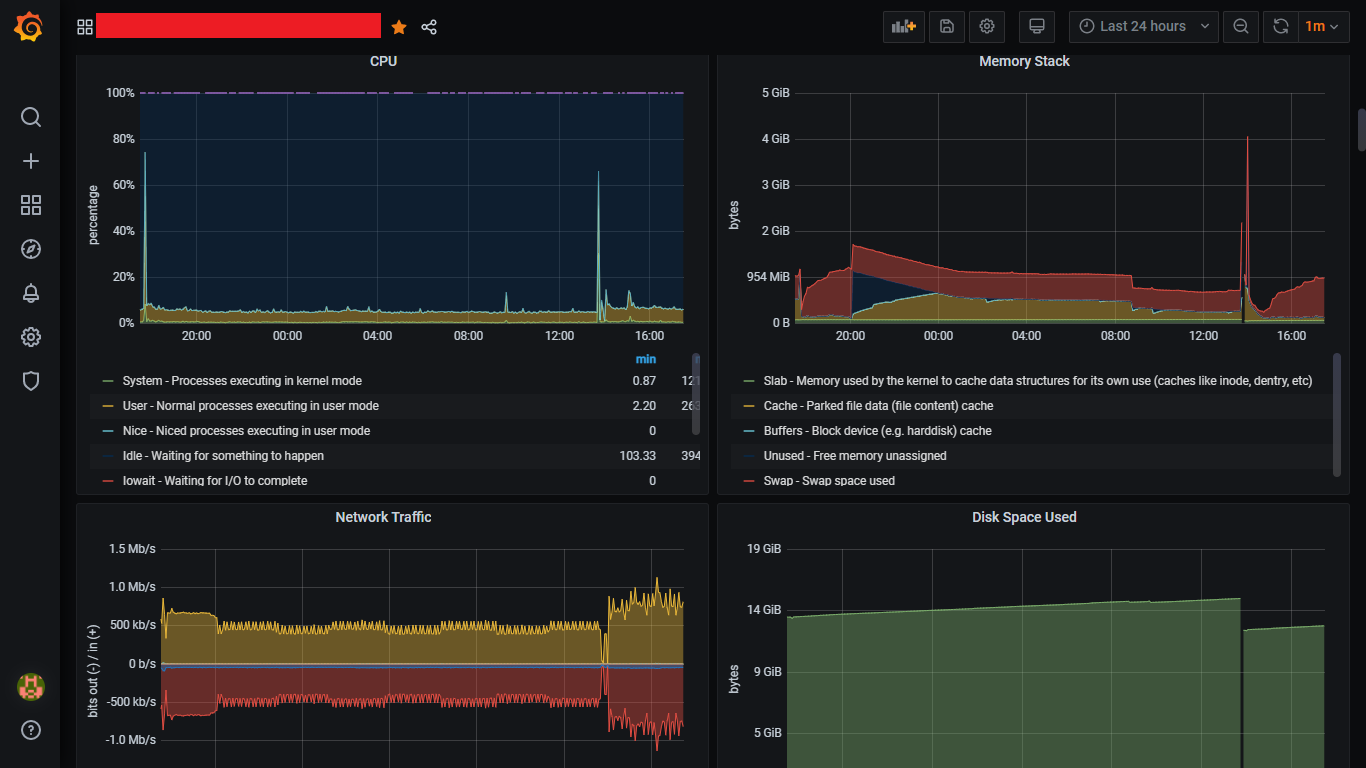 Last 24 hours
1m
CPU
100%
80%
60%
40%
20%
0%
percentage
20:00 00:00 04:00 08:00 12:00 16:00
min
System - Processes executing in kernel mode 0.87 121
User - Normal processes executing in user mode 2.20 263
Nice - Niced processes executing in user mode 0
Idle - Waiting for something to happen 103.33 394
Iowait - Waiting for I/O to complete 0
Memory Stack
5 GiB
4 GiB
3 GiB
2 GiB
954 MiB
0 B
bytes
20:00 00:00 04:00 08:00 12:00 16:00
Slab - Memory used by the kernel to cache data structures for its own use (caches like inode, dentry, etc)
Cache - Parked file data (file content) cache
Buffers - Block device (e.g. harddisk) cache
Unused - Free memory unassigned
Swap - Swap space used
Network Traffic
1.5 Mb/s
1.0 Mb/s
500 kb/s
0 b/s
-500 kb/s
-1.0 Mb/s
bits out (-) / in (+)
Disk Space Used
19 GiB
14 GiB
9 GiB
5 GiB
bytes